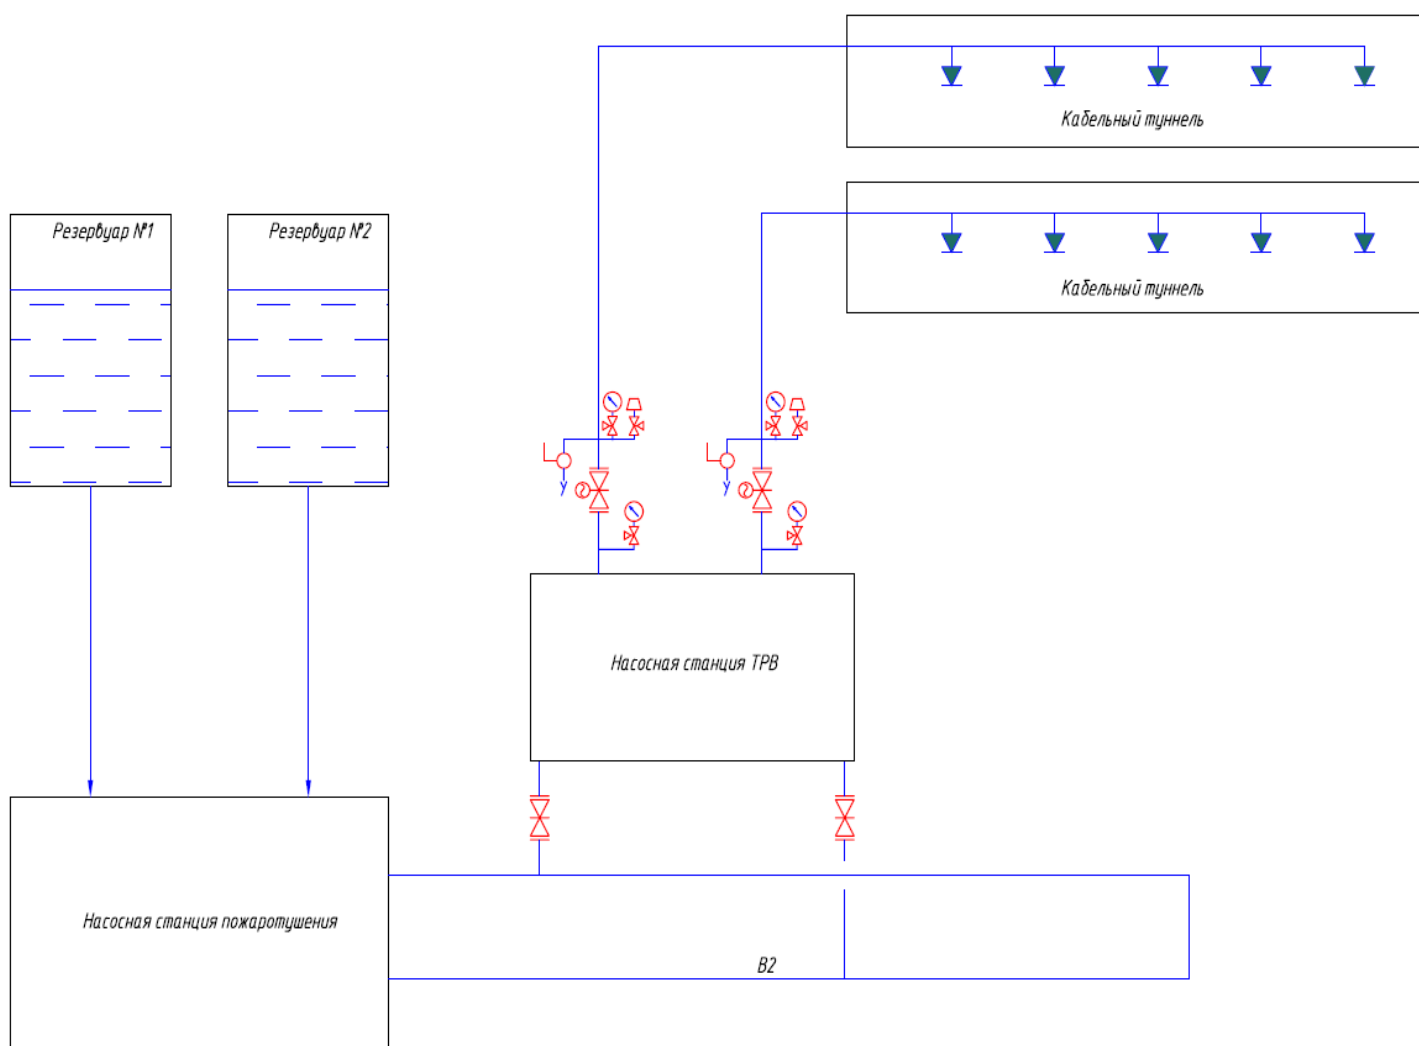 Кабельный туннель
Кабельный туннель
Резервуар №1
Резервуар №2
Насосная станция ТРВ
Насосная станция пожаротушения
В2